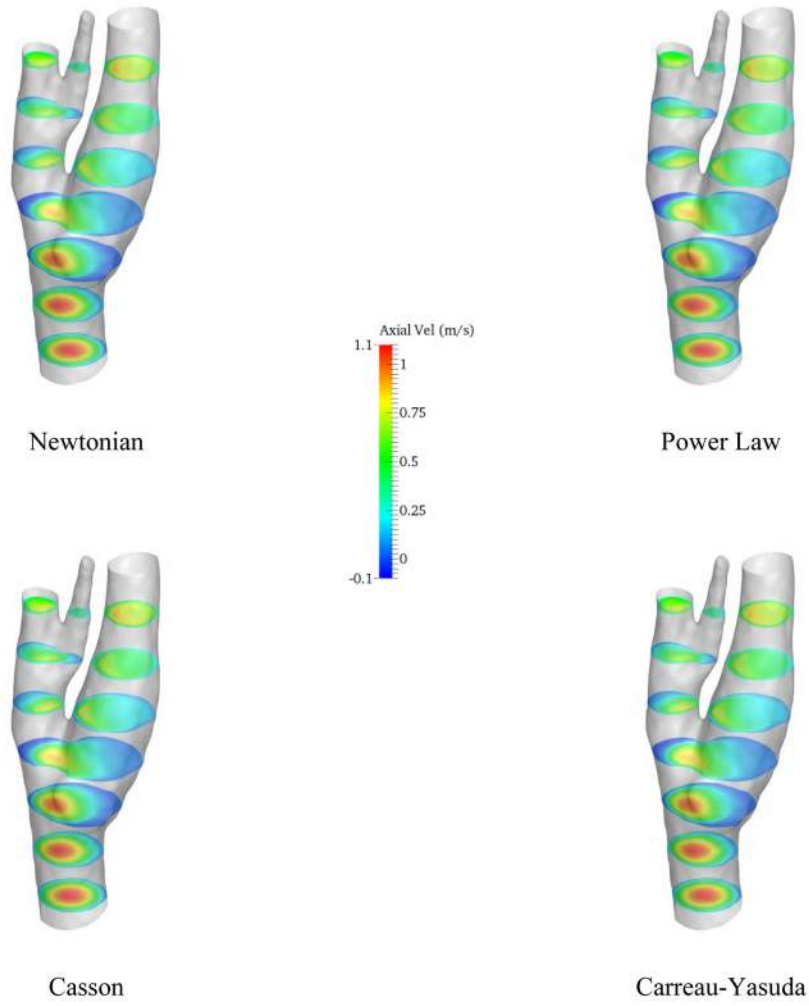 Newtonian
Power Law
Axial Vel (m/s)
1.1
1
0.75
0.5
0.25
0
-0.1
Casson
Carreau-Yasuda